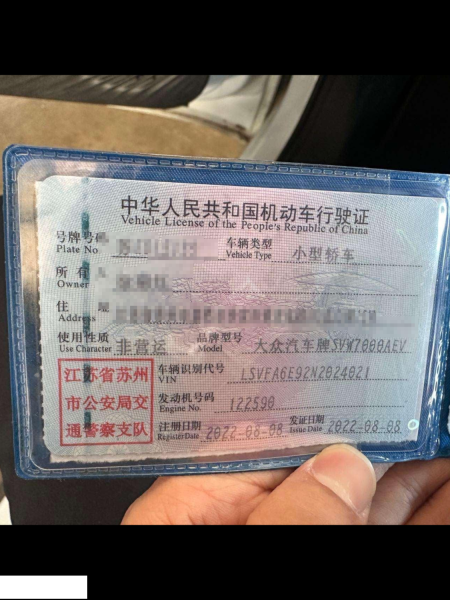 中华人民共和国机动车行驶证
Vehicle License of the People's Republic of China
号牌号码
Plate No
车辆类型
Vehicle Type
小型轿车
所有
Owner
住 址
Address
使用性质
Use Character
非营运
品牌型号
Model
大众汽车牌SVW7000AEV
江苏省苏州
市公安局交
通警察支队
车辆识别代号
VIN
LSVFA6E92N2024021
发动机号码
Engine No.
122590
注册日期
Register Date
2022-08-08
发证日期
Issue Date
2022-08-08